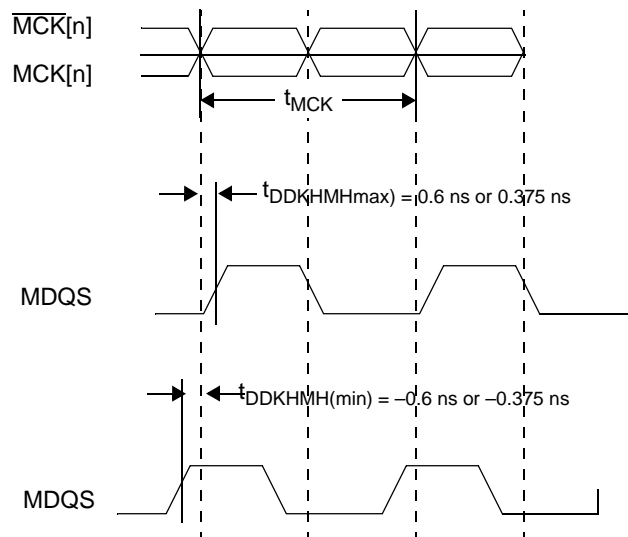 MCK[n]
MCK[n]
tMCK
tDDKHMHmax) = 0.6 ns or 0.375 ns
MDQS
tDDKHMH(min) = –0.6 ns or –0.375 ns
MDQS